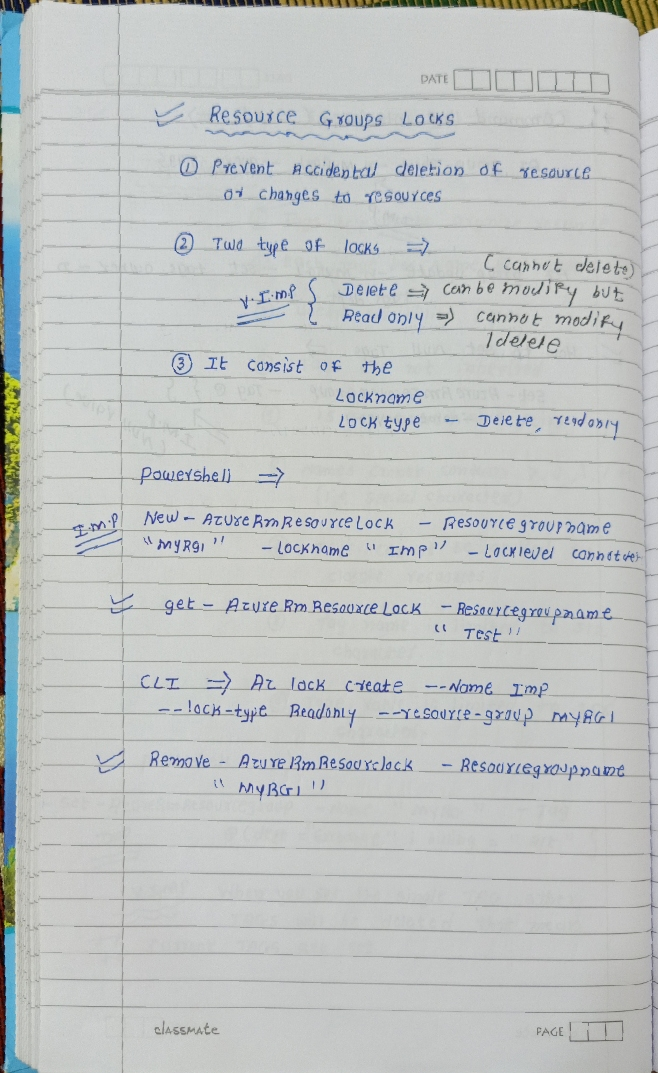 DATE
Resource Groups Locks
① Prevent Accidental deletion of resource
or changes to resources
② Two type of locks ⇒
(cannot delete)
V.Imp { Delete ⇒ can be modify but
Read only ⇒ cannot modify
/delete
③ It consist of the
Lockname
Lock type - Delete, readonly
powershell ⇒
I.M.P New - AzureRmResourceLock - Resourcegroupname
"MYRG1" - Lockname "IMP" - Locklevel
get - AzureRmResourceLock - Resourcegroupname
"Test"
CLI ⇒ Az lock create --Name Imp
--lock-type Readonly --resource-group MYRG1
Remove - AzureRmResourclock - Resourcegroupname
"MYRG1"
classmate
PAGE